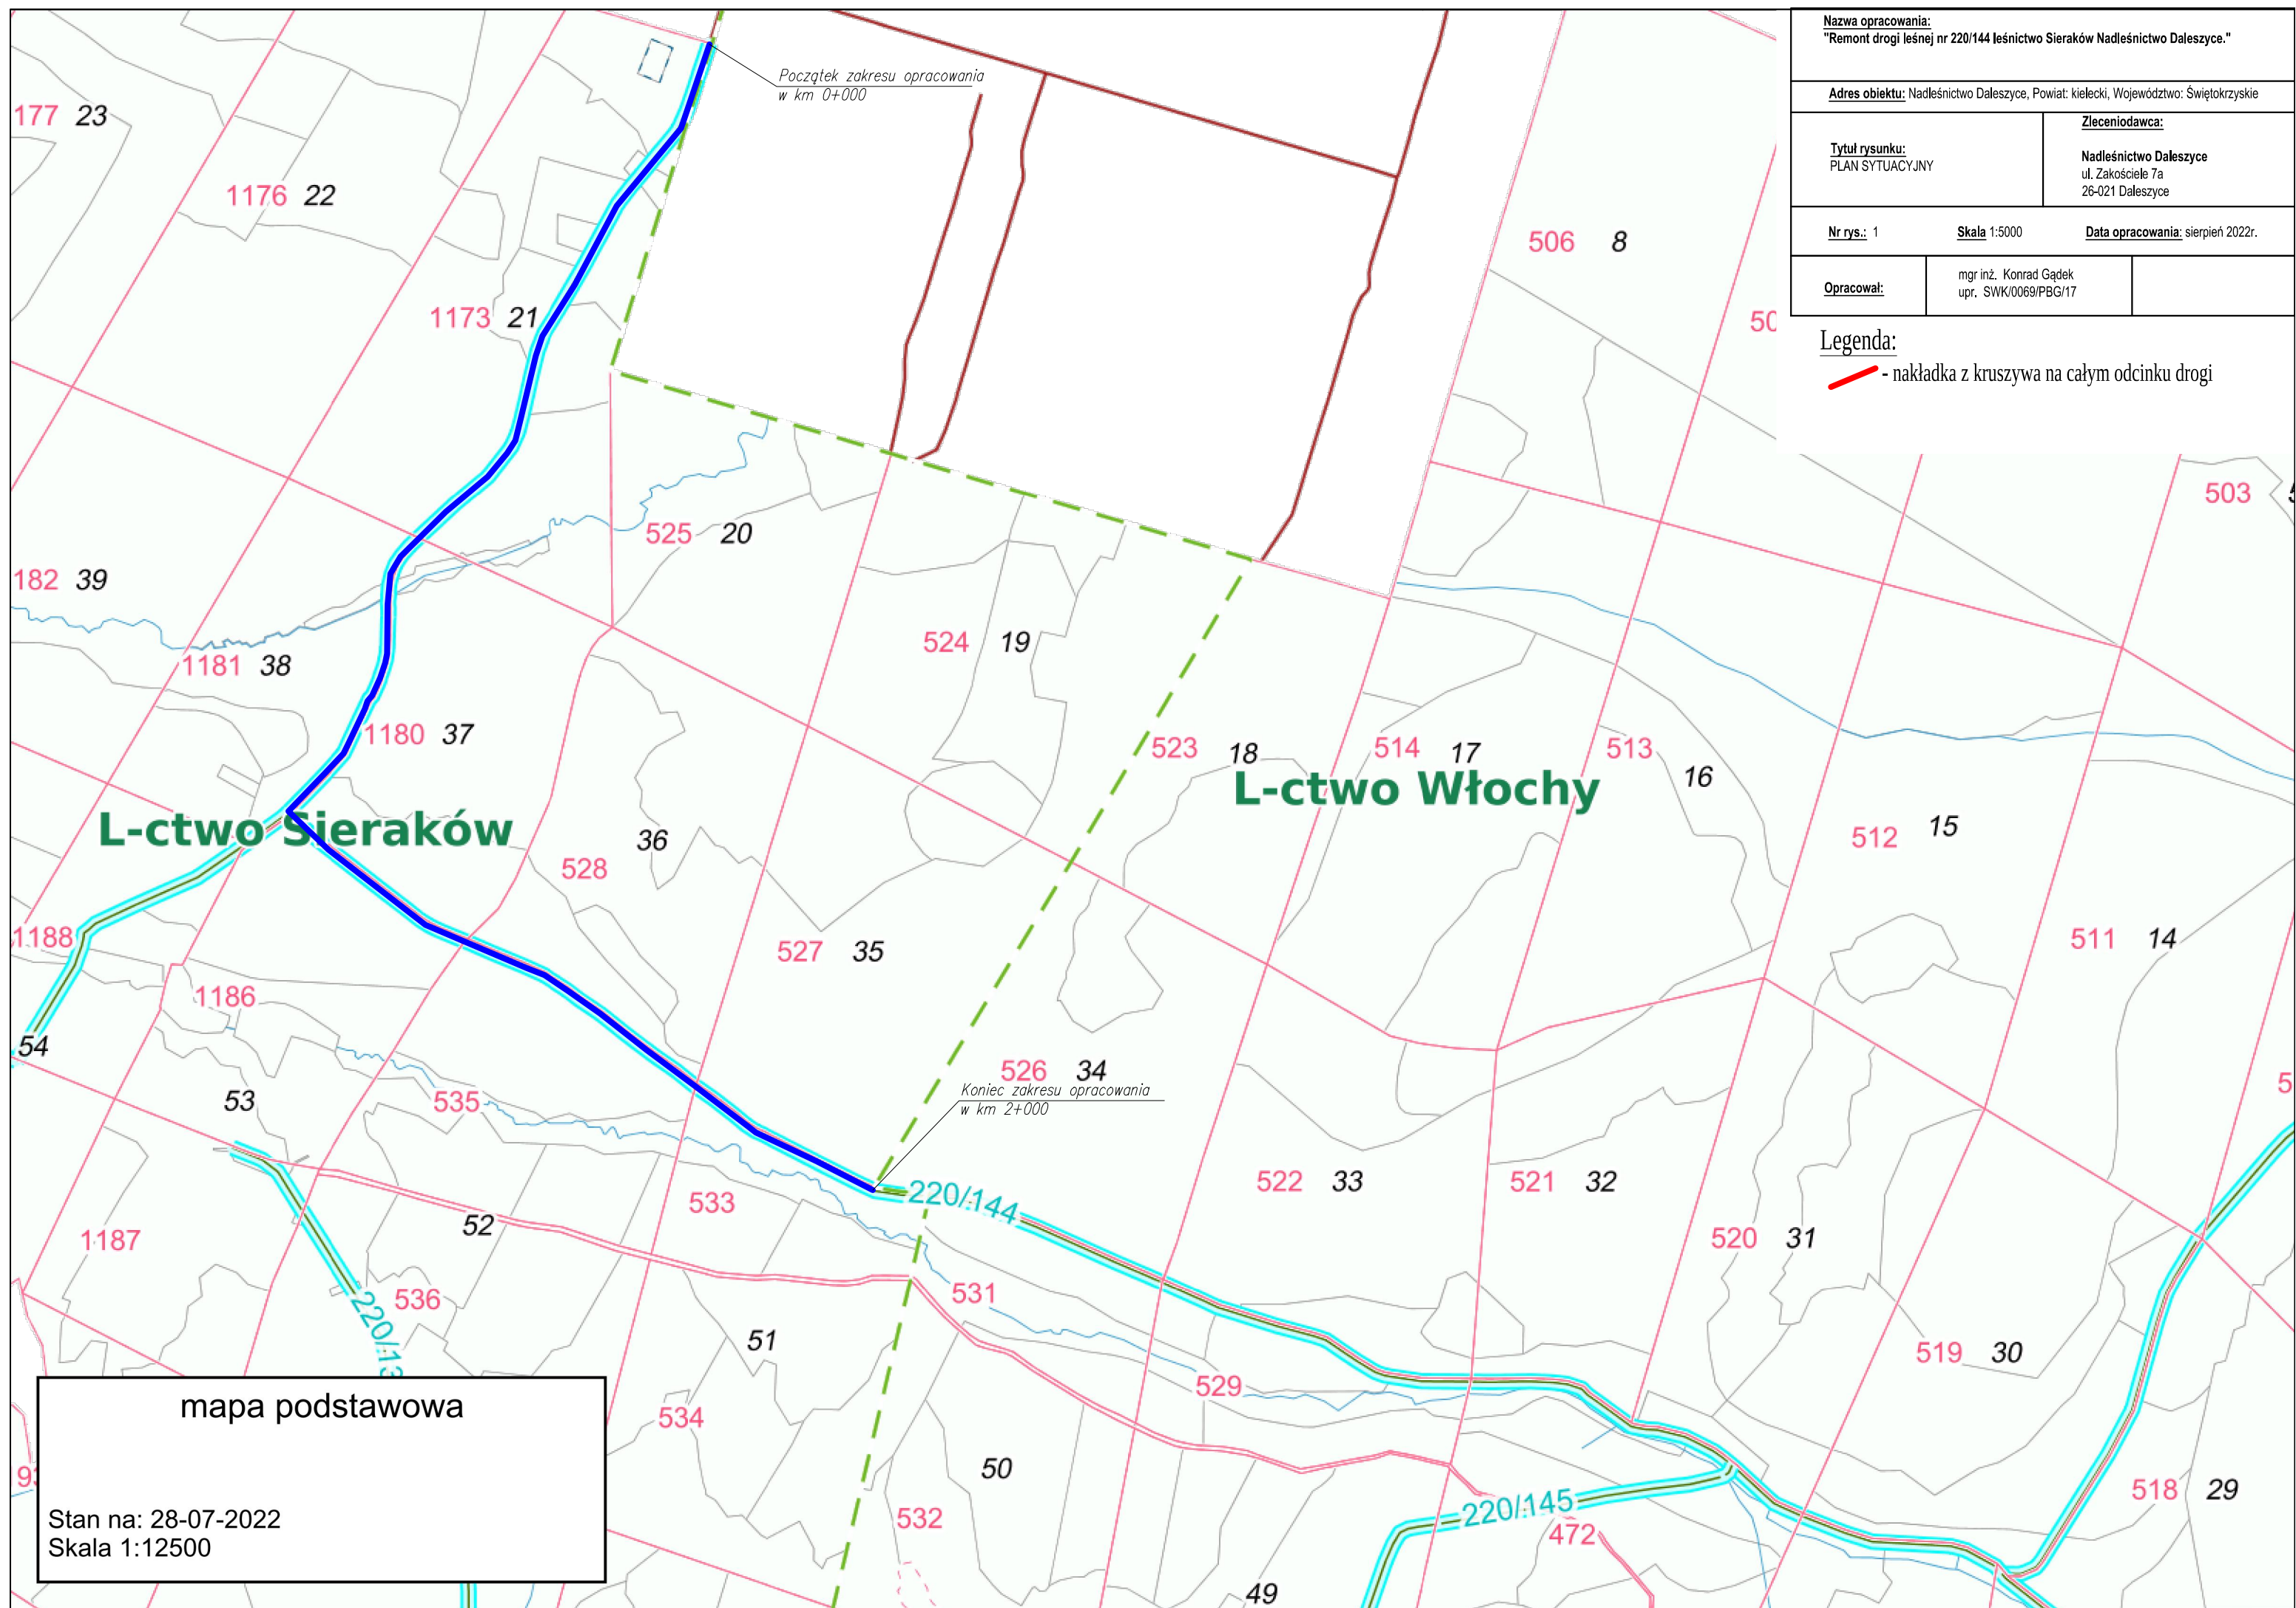 Nazwa opracowania:
"Remont drogi leśnej nr 220/144 leśnictwo Sieraków Nadleśnictwo Daleszyce."
Adres obiektu: Nadleśnictwo Daleszyce, Powiat: kielecki, Województwo: Świętokrzyskie
Tytuł rysunku:
PLAN SYTUACYJNY
Zleceniodawca:
Nadleśnictwo Daleszyce
ul. Zakościele 7a
26-021 Daleszyce
Nr rys.: 1 Skala 1:5000 Data opracowania: sierpień 2022r.
Opracował:
mgr inż. Konrad Gądek
upr. SWK/0069/PBG/17
Legenda:
- nakładka z kruszywa na całym odcinku drogi
Początek zakresu opracowania
w km 0+000
177 23
1176 22
506 8
1173 21
50
503
525 20
182 39
524 19
1181 38
1180 37
523 18
514 17
513 16
L-ctwo Włochy
L-ctwo Sieraków
512 15
528 36
527 35
1188
511 14
1186
54
526 34
Koniec zakresu opracowania
w km 2+000
53
535
5
522 33
521 32
533
220/144
52
1187
520 31
531
536
220/13
51
519 30
529
534
mapa podstawowa
Stan na: 28-07-2022
Skala 1:12500
93
50
518 29
532
220/145
472
49